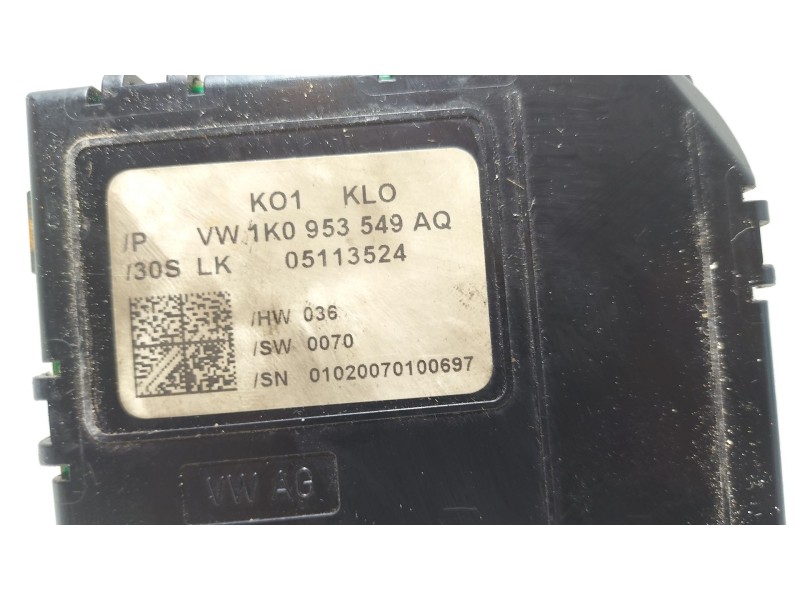 KO1 KLO
/P VW 1K0 953 549 AQ
/30S LK 05113524
/HW 036
/SW 0070
/SN 01020070100697
VW AG